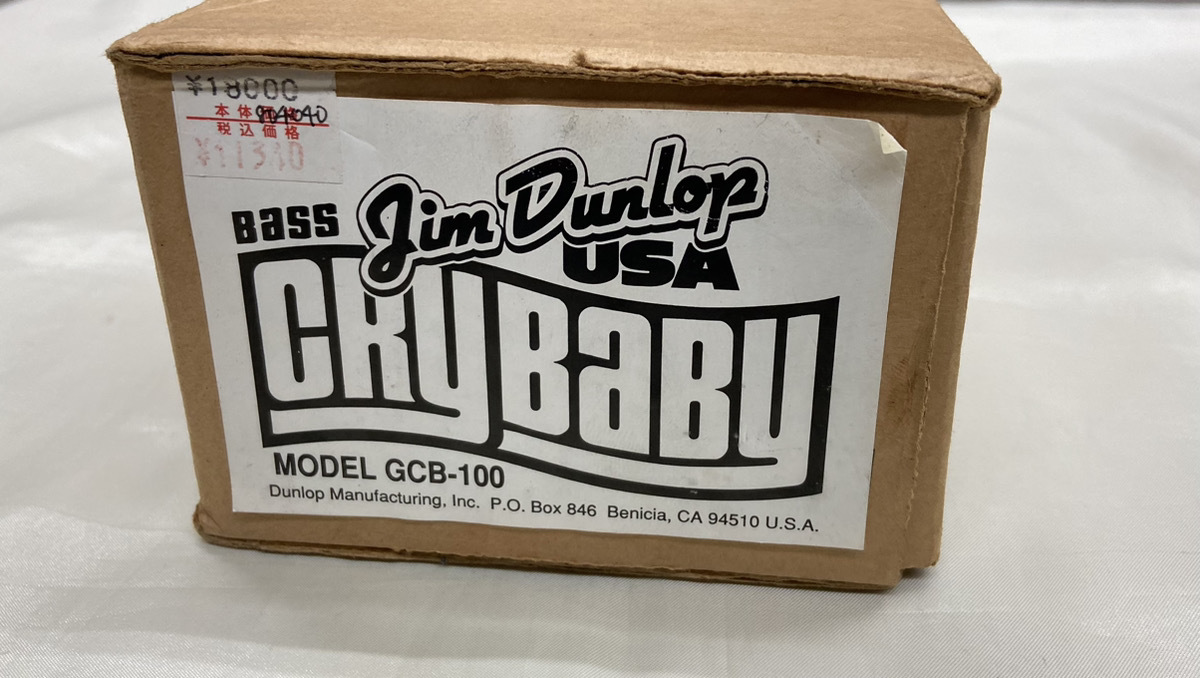 ¥18000
本体価格
税込価格
Bass
Jim Dunlop
USA
CRYBaBY
MODEL GCB-100
Dunlop Manufacturing, Inc. P.O. Box 846 Benicia, CA 94510 U.S.A.